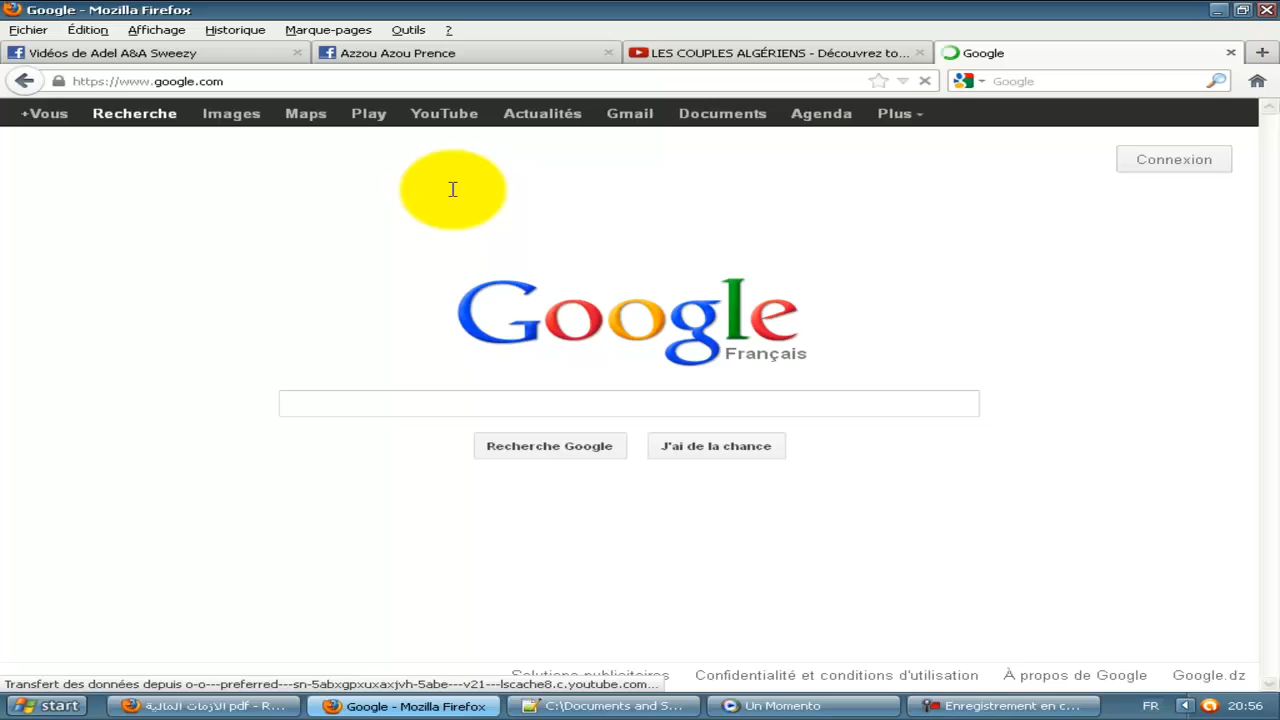 Google - Mozilla Firefox
Fichier Édition Affichage Historique Marque-pages Outils ?
Vidéos de Adel A&A Sweezy Azzou Azou Prence LES COUPLES ALGÉRIENS - Découvrez to... Google
https://www.google.com Google
+Vous Recherche Images Maps Play YouTube Actualités Gmail Documents Agenda Plus
Connexion
Google
Français
Recherche Google J'ai de la chance
Solutions publicitaires Confidentialité et conditions d'utilisation À propos de Google Google.dz
Transfert des données depuis o-o---preferred---sn-5abxgpxuxaxjvh-5abe---v21---lscache8.c.youtube.com...
start الازمات المالية pdf - R... Google - Mozilla Firefox C:\Documents and S... Un Momento Enregistrement en c... FR 20:56